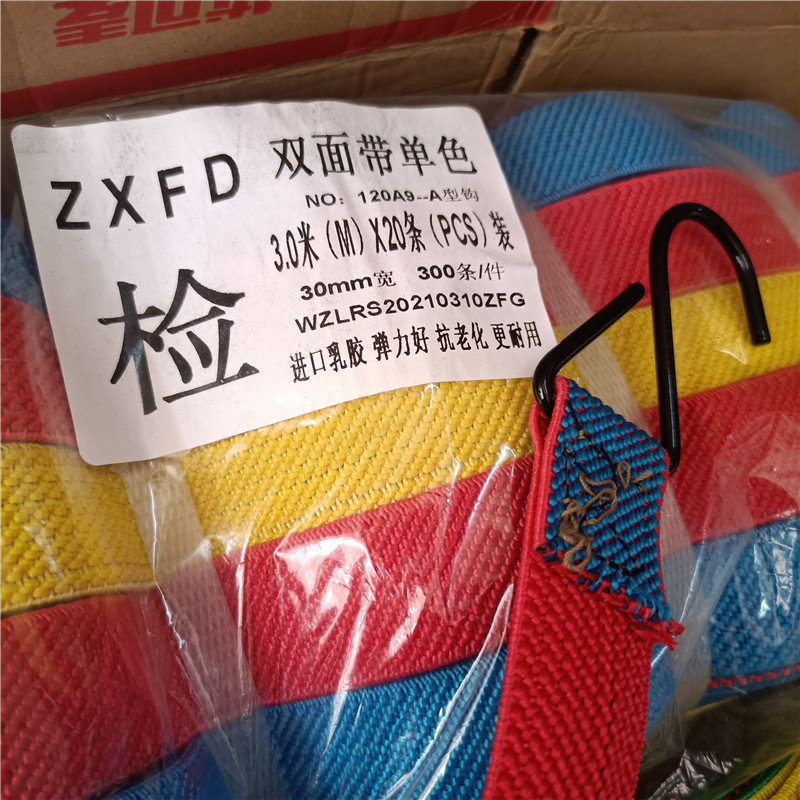 ZXFD 双面带单色
NO: 120A9--A型钩
3.0米(M)X20条(PCS)装
检
30mm宽 300条/件
WZLRS20210310ZFG
进口乳胶 弹力好 抗老化 更耐用